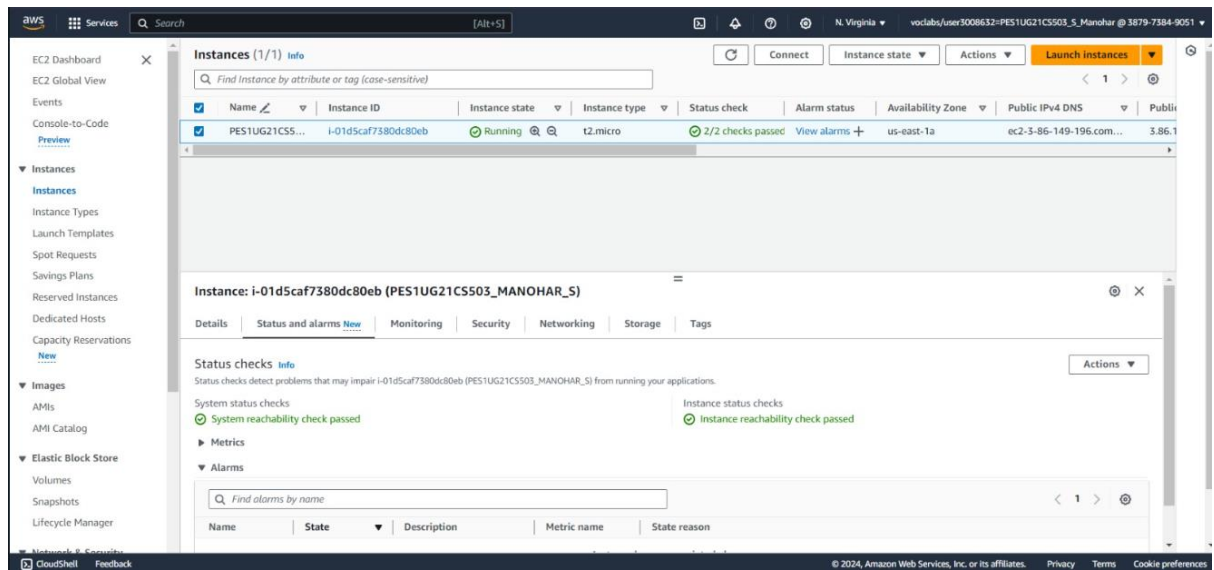 aws Services Search [Alt+S] N. Virginia voclabs/user3008632=PES1UG21CS503_S_Manohar @ 3879-7384-9051
EC2 Dashboard
EC2 Global View
Events
Console-to-Code
Preview
Instances
Instances
Instance Types
Launch Templates
Spot Requests
Savings Plans
Reserved Instances
Dedicated Hosts
Capacity Reservations
New
Images
AMIs
AMI Catalog
Elastic Block Store
Volumes
Snapshots
Lifecycle Manager
Network & Security
Instances (1/1) Info Connect Instance state Actions Launch instances
Find Instance by attribute or tag (case-sensitive) 1
Name Instance ID Instance state Instance type Status check Alarm status Availability Zone Public IPv4 DNS Public
PES1UG21CS5... i-01d5caf7380dc80eb Running t2.micro 2/2 checks passed View alarms us-east-1a ec2-3-86-149-196.com... 3.86.1
Instance: i-01d5caf7380dc80eb (PES1UG21CS503_MANOHAR_S)
Details Status and alarms New Monitoring Security Networking Storage Tags
Status checks Info Actions
Status checks detect problems that may impair i-01d5caf7380dc80eb (PES1UG21CS503_MANOHAR_S) from running your applications.
System status checks Instance status checks
System reachability check passed Instance reachability check passed
Metrics
Alarms
Find alarms by name 1
Name State Description Metric name State reason
CloudShell Feedback © 2024, Amazon Web Services, Inc. or its affiliates. Privacy Terms Cookie preferences